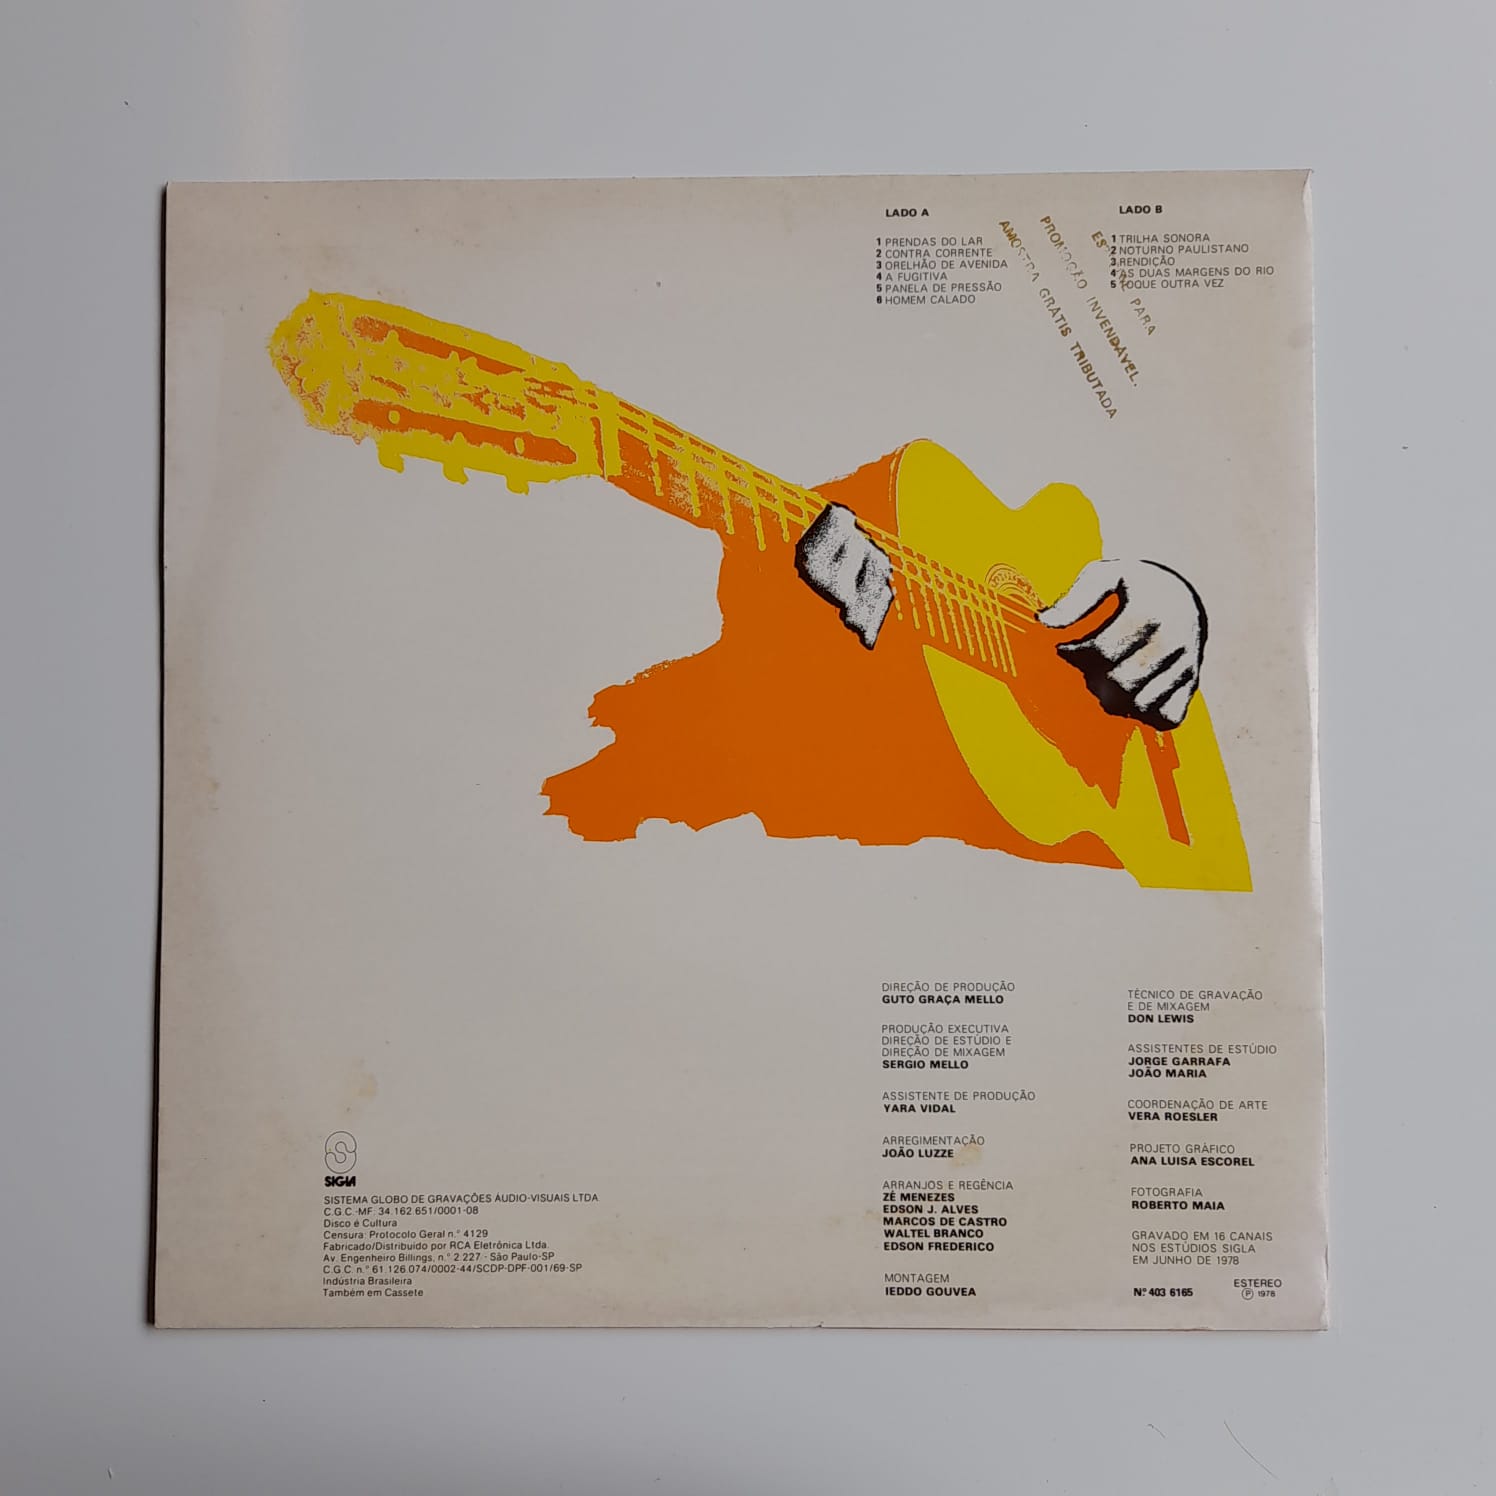 LADO A
1 PRENDAS DO LAR
2 CONTRA CORRENTE
3 ORELHÃO DE AVENIDA
4 A FUGITIVA
5 PANELA DE PRESSÃO
6 HOMEM CALADO
LADO B
1 TRILHA SONORA
2 NOTURNO PAULISTANO
3 RENDIÇÃO
4 AS DUAS MARGENS DO RIO
5 TOQUE OUTRA VEZ
AMOSTRA GRÁTIS TRIBUTADA
PROMOÇÃO INVENDÁVEL.
PARA
DIREÇÃO DE PRODUÇÃO
GUTO GRAÇA MELLO
PRODUÇÃO EXECUTIVA
DIREÇÃO DE ESTÚDIO E
DIREÇÃO DE MIXAGEM
SERGIO MELLO
ASSISTENTE DE PRODUÇÃO
YARA VIDAL
ARREGIMENTAÇÃO
JOÃO LUZZE
ARRANJOS E REGÊNCIA
ZÉ MENEZES
EDSON J. ALVES
MARCOS DE CASTRO
WALTEL BRANCO
EDSON FREDERICO
MONTAGEM
IEDDO GOUVEA
TÉCNICO DE GRAVAÇÃO
E DE MIXAGEM
DON LEWIS
ASSISTENTES DE ESTÚDIO
JORGE GARRAFA
JOÃO MARIA
COORDENAÇÃO DE ARTE
VERA ROESLER
PROJETO GRÁFICO
ANA LUISA ESCOREL
FOTOGRAFIA
ROBERTO MAIA
GRAVADO EM 16 CANAIS
NOS ESTÚDIOS SIGLA
EM JUNHO DE 1978
N.º 403 6165
ESTEREO
Ⓟ 1978
SIGLA
SISTEMA GLOBO DE GRAVAÇÕES ÁUDIO-VISUAIS LTDA
C.G.C.-MF. 34.162.651/0001-08
Disco é Cultura
Censura: Protocolo Geral n.º 4129
Fabricado/Distribuido por RCA Eletrônica Ltda.
Av. Engenheiro Billings, n.º 2.227 - São Paulo-SP
C.G.C. n.º 61.126.074/0002-44/SCDP-DPF-001/69-SP
Indústria Brasileira
Também em Cassete